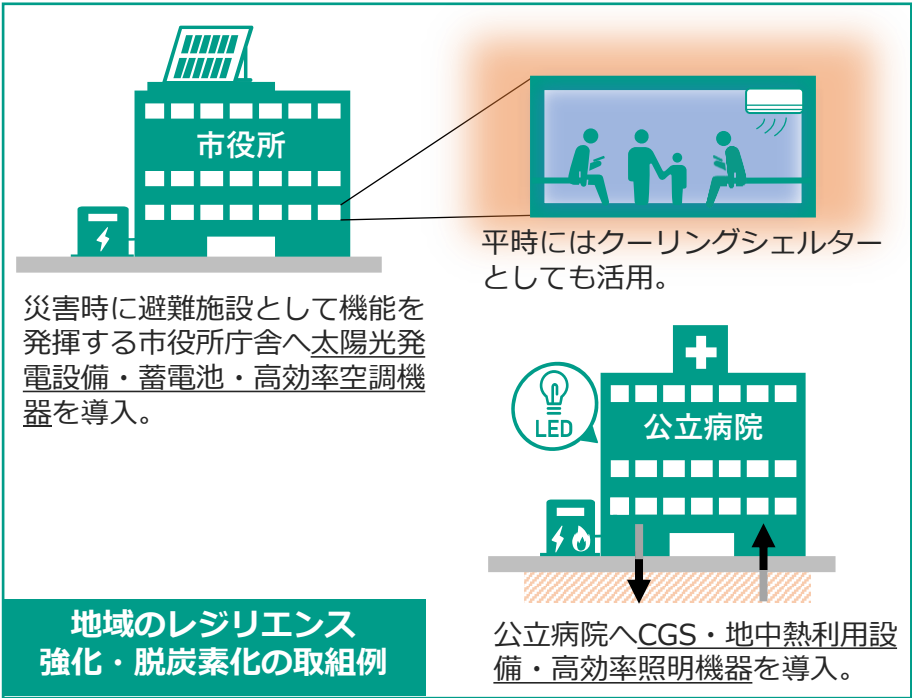 市役所
平時にはクーリングシェルター
としても活用。
災害時に避難施設として機能を
発揮する市役所庁舎へ太陽光発
電設備・蓄電池・高効率空調機
器を導入。
LED
公立病院
公立病院へCGS・地中熱利用設
備・高効率照明機器を導入。
地域のレジリエンス
強化・脱炭素化の取組例